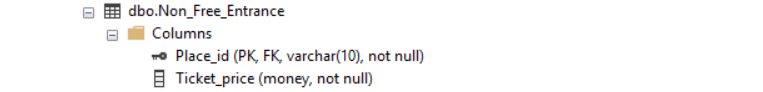 dbo.Non_Free_Entrance
Columns
Place_id (PK, FK, varchar(10), not null)
Ticket_price (money, not null)